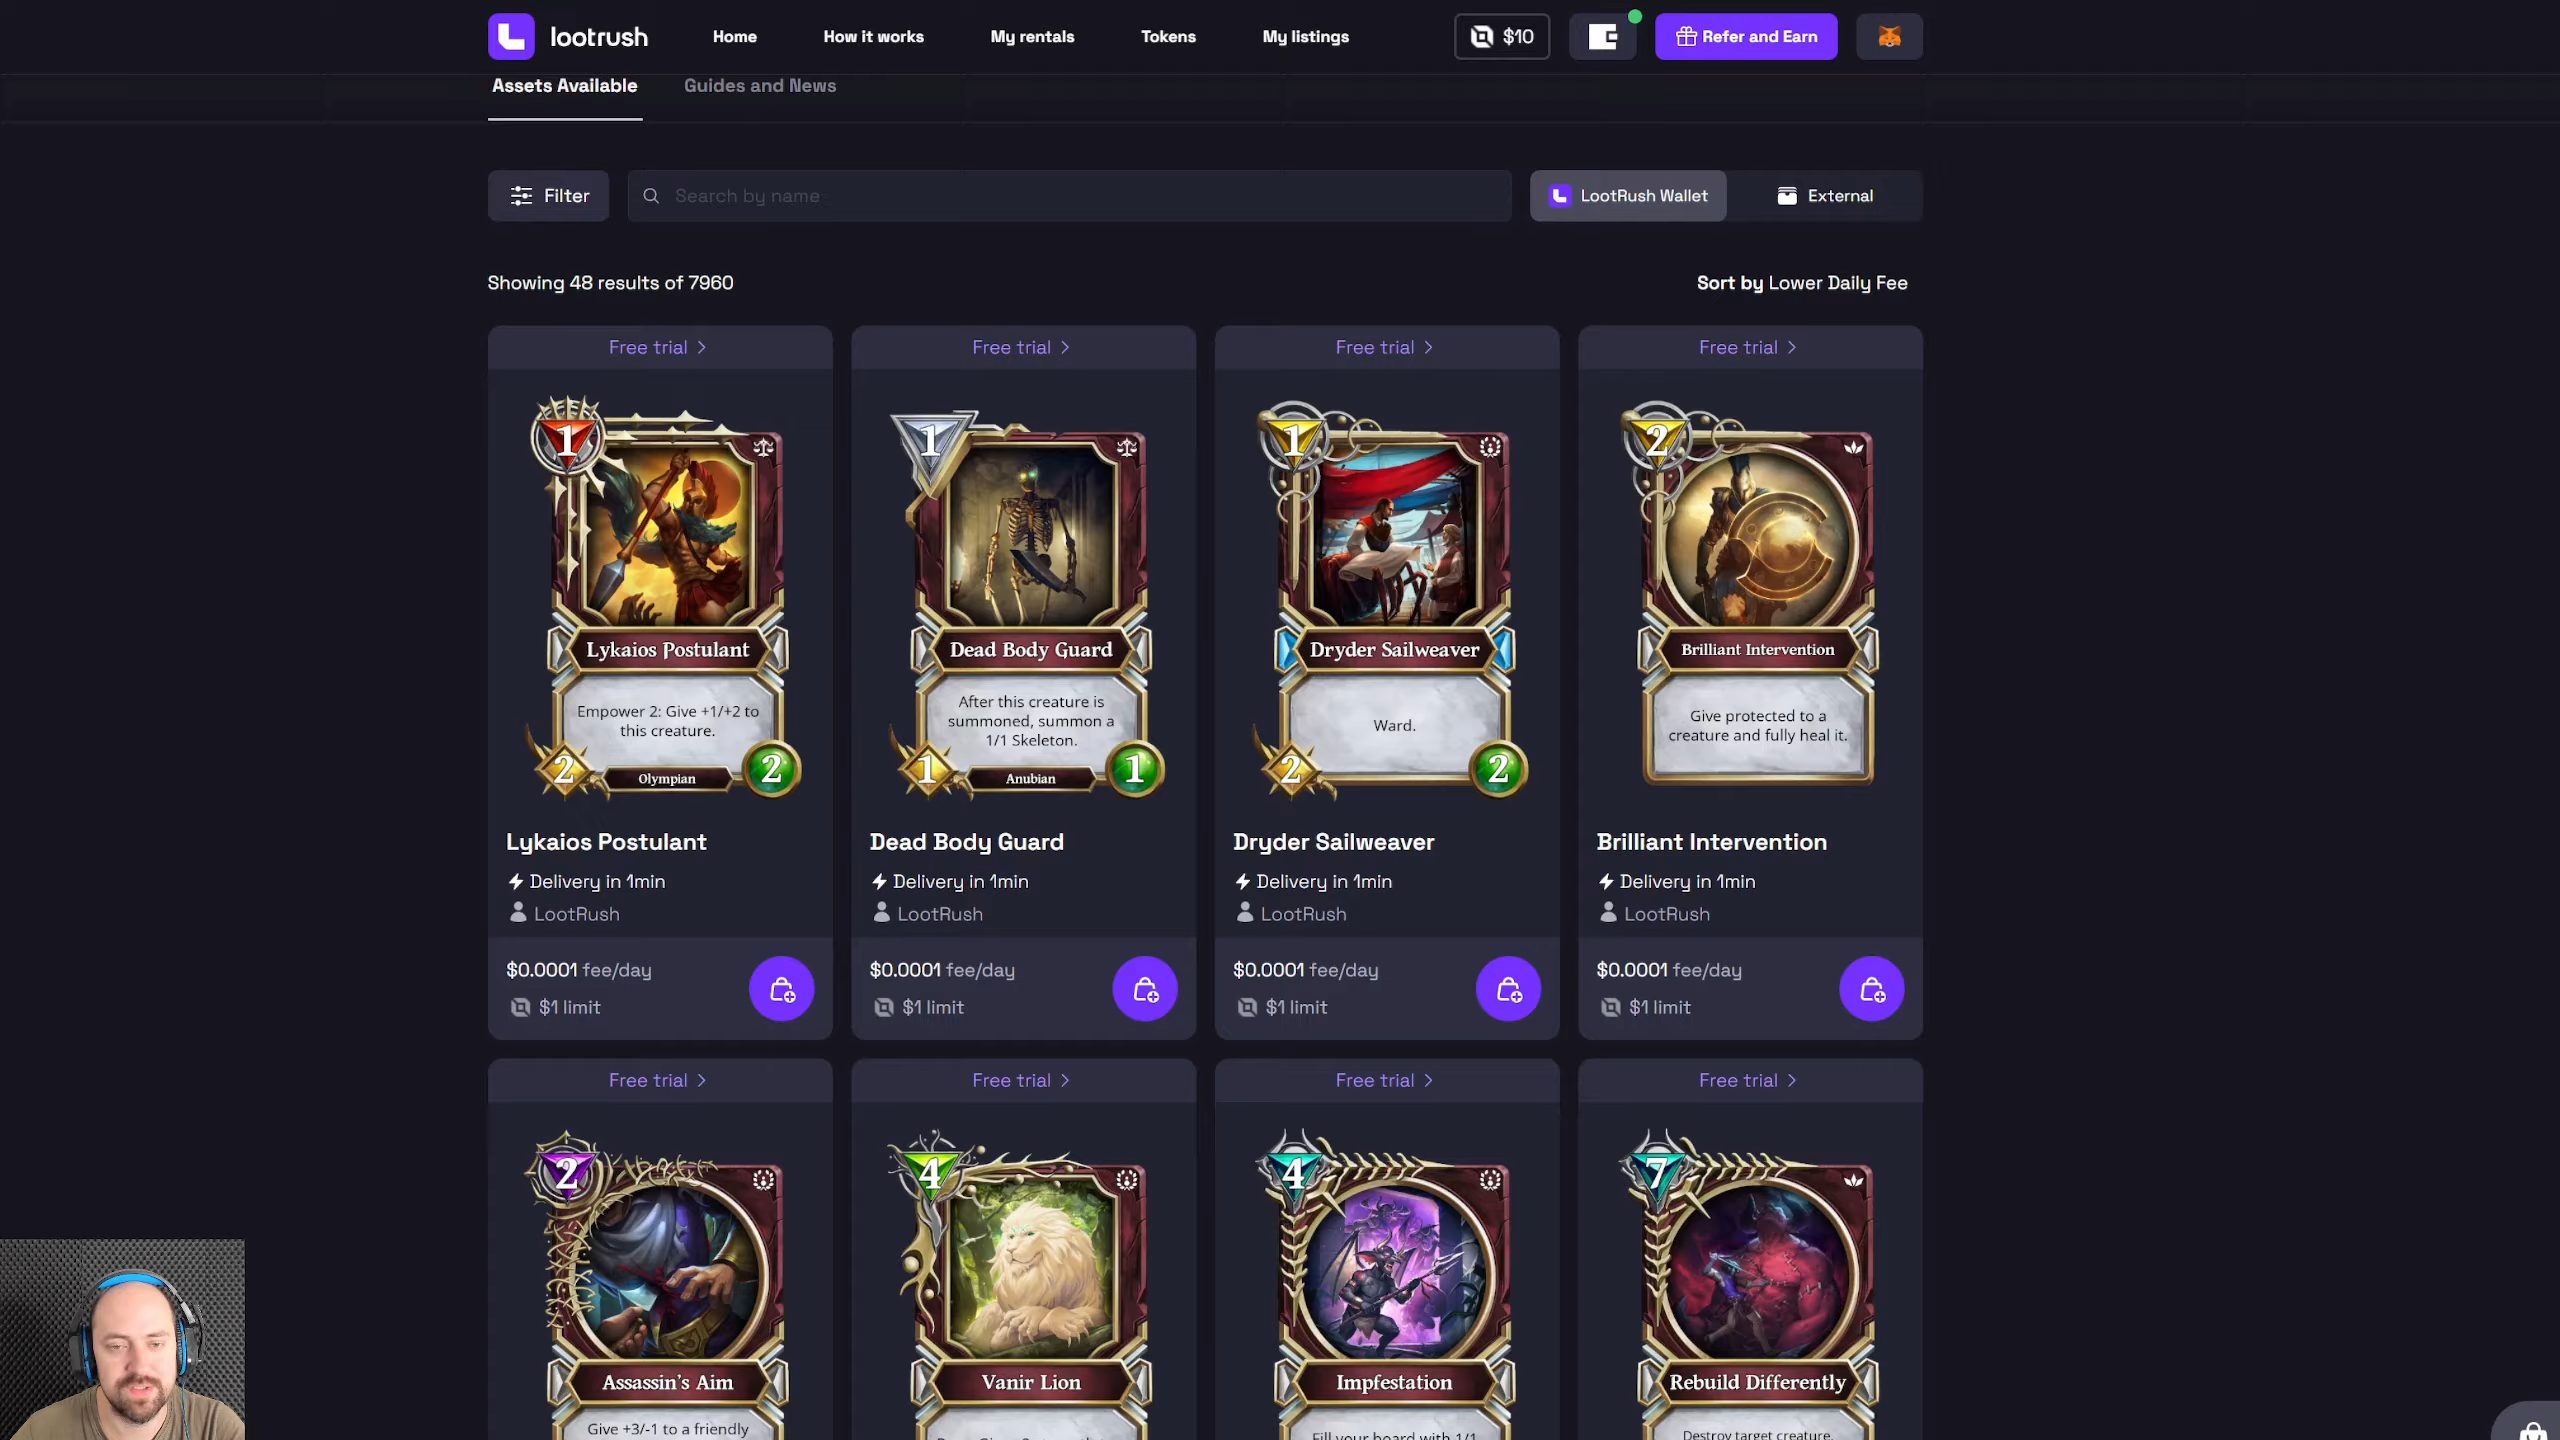 lootrush
Home
How it works
My rentals
Tokens
My listings
$10
Refer and Earn
Assets Available
Guides and News
Filter
Search by name
LootRush Wallet
External
Showing 48 results of 7960
Sort by Lower Daily Fee
Free trial
1
Lykaios Postulant
Empower 2: Give +1/+2 to
this creature.
2
Olympian
2
Lykaios Postulant
Delivery in 1min
LootRush
$0.0001 fee/day
$1 limit
Free trial
1
Dead Body Guard
After this creature is
summoned, summon a
1/1 Skeleton.
1
Anubian
1
Dead Body Guard
Delivery in 1min
LootRush
$0.0001 fee/day
$1 limit
Free trial
1
Dryder Sailweaver
Ward.
2
2
Dryder Sailweaver
Delivery in 1min
LootRush
$0.0001 fee/day
$1 limit
Free trial
2
Brilliant Intervention
Give protected to a
creature and fully heal it.
Brilliant Intervention
Delivery in 1min
LootRush
$0.0001 fee/day
$1 limit
Free trial
2
Assassin's Aim
Give +3/-1 to a friendly
Free trial
4
Vanir Lion
Free trial
4
Impfestation
Fill your board with 1/1
Free trial
7
Rebuild Differently
Destroy target creature.